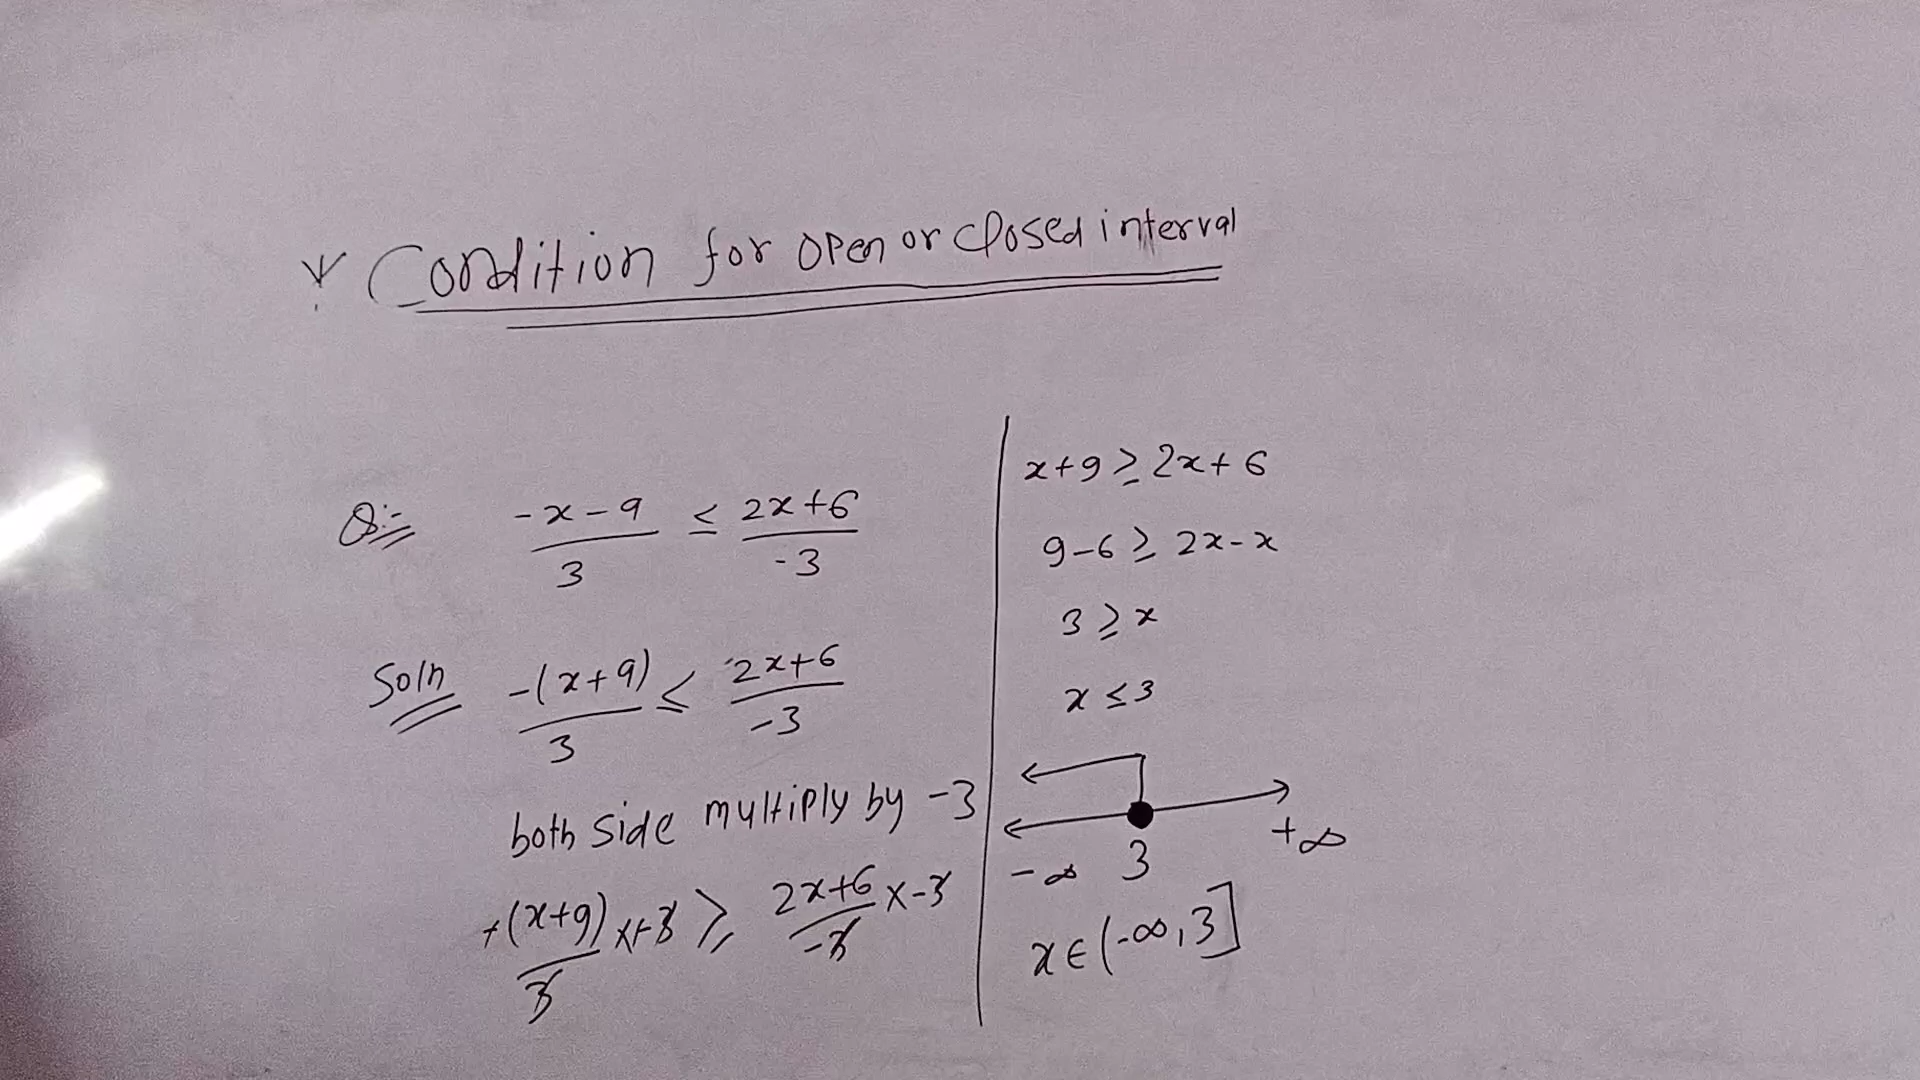 * Condition for open or closed interval
Q:- (-x-9)/3 ≤ (2x+6)/-3
Soln -(x+9)/3 ≤ (2x+6)/-3
both side multiply by -3
+(x+9)/3 x+3 ≥ (2x+6)/-3 x-3
x+9 ≥ 2x+6
9-6 ≥ 2x-x
3 ≥ x
x ≤ 3
-∞ 3 +∞
x∈(-∞,3]